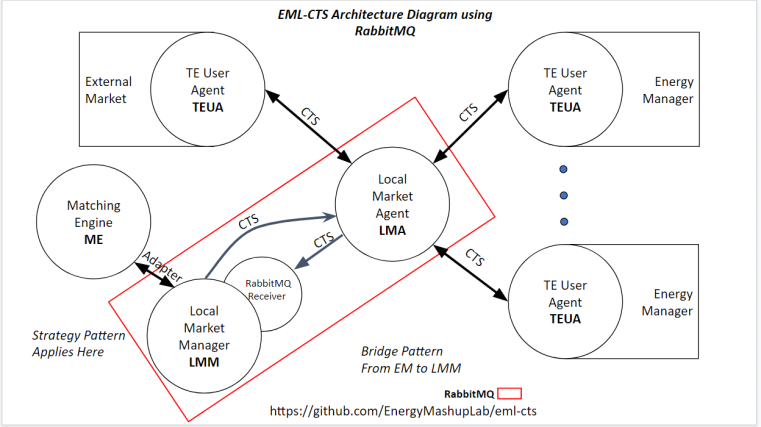 EML-CTS Architecture Diagram using
RabbitMQ
External
Market
TE User
Agent
TEUA
CTS
TE User
Agent
TEUA
Energy
Manager
CTS
Matching
Engine
ME
Adapter
Local
Market
Agent
LMA
CTS
CTS
RabbitMQ
Receiver
Local
Market
Manager
LMM
CTS
TE User
Agent
TEUA
Energy
Manager
Strategy Pattern
Applies Here
Bridge Pattern
From EM to LMM
RabbitMQ
https://github.com/EnergyMashupLab/eml-cts